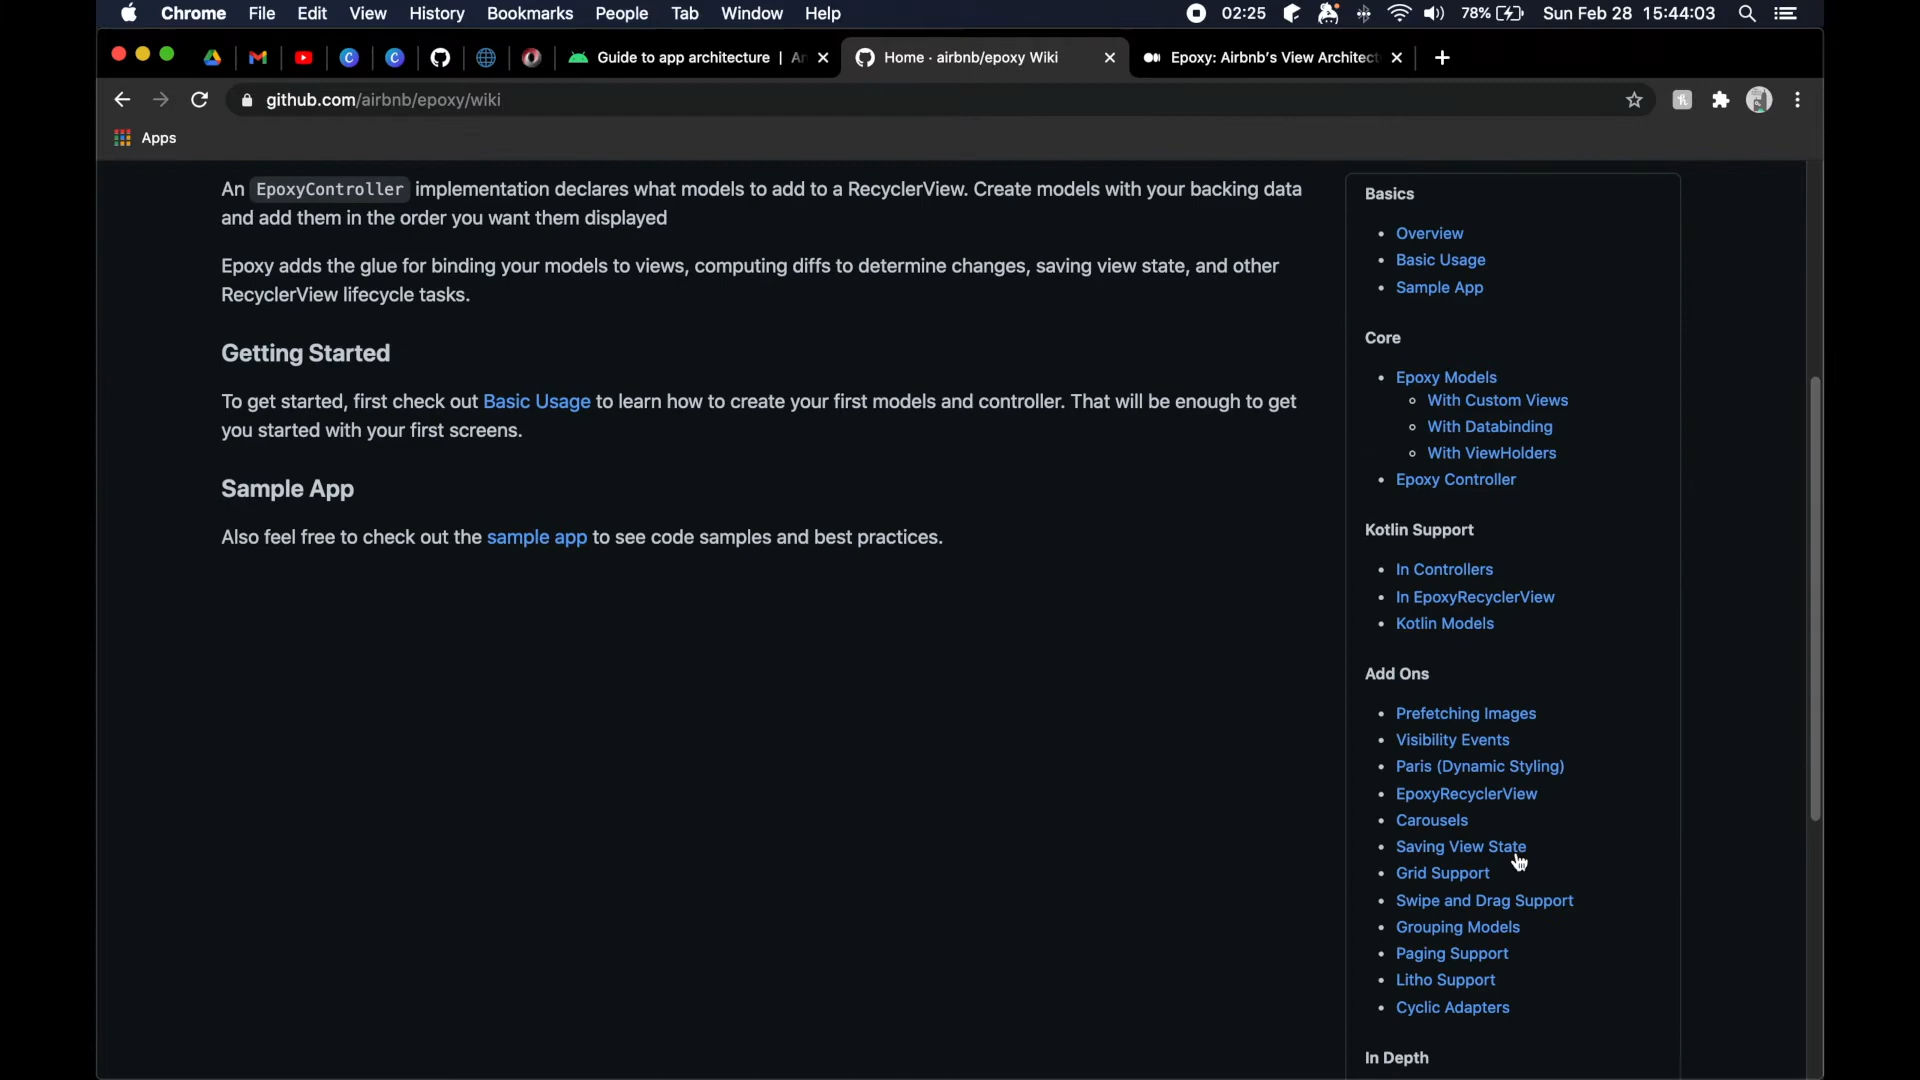 Chrome File Edit View History Bookmarks People Tab Window Help 02:25 78% Sun Feb 28 15:44:03
Guide to app architecture | An Home · airbnb/epoxy Wiki Epoxy: Airbnb's View Architect
github.com/airbnb/epoxy/wiki
Apps
An EpoxyController implementation declares what models to add to a RecyclerView. Create models with your backing data
and add them in the order you want them displayed
Epoxy adds the glue for binding your models to views, computing diffs to determine changes, saving view state, and other
RecyclerView lifecycle tasks.
Getting Started
To get started, first check out Basic Usage to learn how to create your first models and controller. That will be enough to get
you started with your first screens.
Sample App
Also feel free to check out the sample app to see code samples and best practices.
Basics
Overview
Basic Usage
Sample App
Core
Epoxy Models
With Custom Views
With Databinding
With ViewHolders
Epoxy Controller
Kotlin Support
In Controllers
In EpoxyRecyclerView
Kotlin Models
Add Ons
Prefetching Images
Visibility Events
Paris (Dynamic Styling)
EpoxyRecyclerView
Carousels
Saving View State
Grid Support
Swipe and Drag Support
Grouping Models
Paging Support
Litho Support
Cyclic Adapters
In Depth